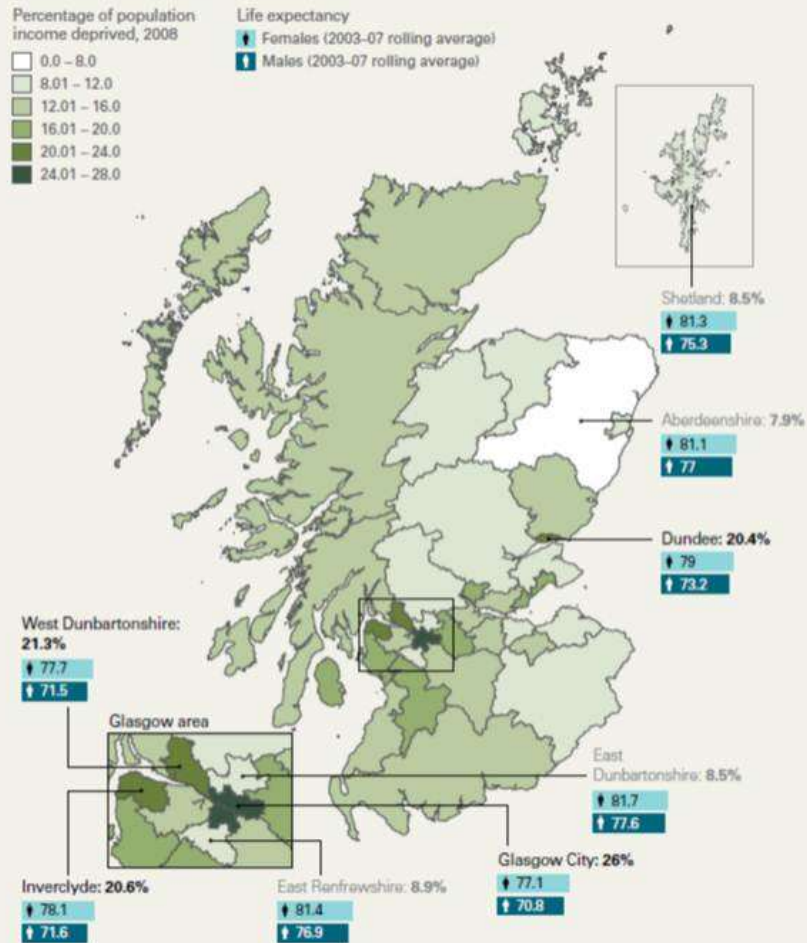 Percentage of population
income deprived, 2008
0.0 – 8.0
8.01 – 12.0
12.01 – 16.0
16.01 – 20.0
20.01 – 24.0
24.01 – 28.0
Life expectancy
Females (2003–07 rolling average)
Males (2003–07 rolling average)
Shetland: 8.5%
81.3
75.3
Aberdeenshire: 7.9%
81.1
77
Dundee: 20.4%
79
73.2
West Dunbartonshire:
21.3%
77.7
71.5
Glasgow area
East
Dunbartonshire: 8.5%
81.7
77.6
Glasgow City: 26%
77.1
70.8
Inverclyde: 20.6%
78.1
71.6
East Renfrewshire: 8.9%
81.4
76.9